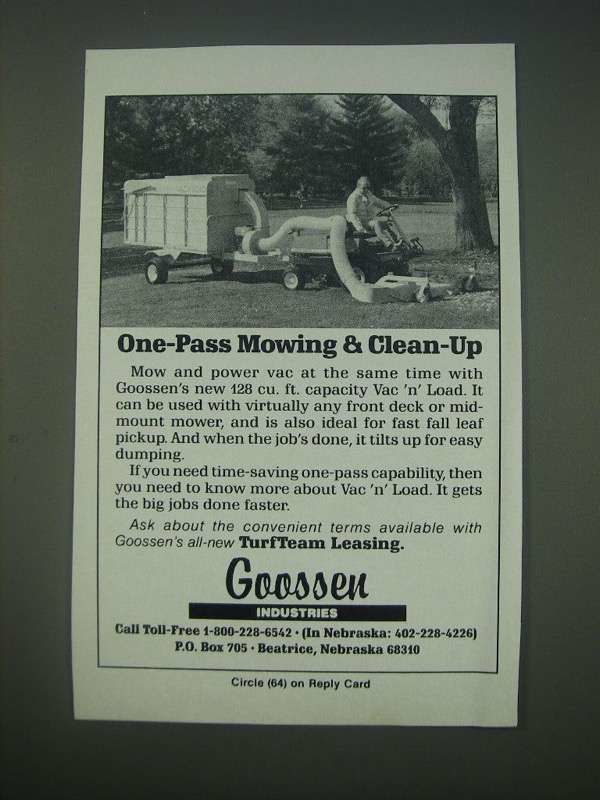 One-Pass Mowing & Clean-Up
Mow and power vac at the same time with
Goossen's new 128 cu. ft. capacity Vac 'n' Load. It
can be used with virtually any front deck or mid-
mount mower, and is also ideal for fast fall leaf
pickup. And when the job's done, it tilts up for easy
dumping.
If you need time-saving one-pass capability, then
you need to know more about Vac 'n' Load. It gets
the big jobs done faster.
Ask about the convenient terms available with
Goossen's all-new TurfTeam Leasing.
Goossen
INDUSTRIES
Call Toll-Free 1-800-228-6542 · (In Nebraska: 402-228-4226)
P.O. Box 705 · Beatrice, Nebraska 68310
Circle (64) on Reply Card